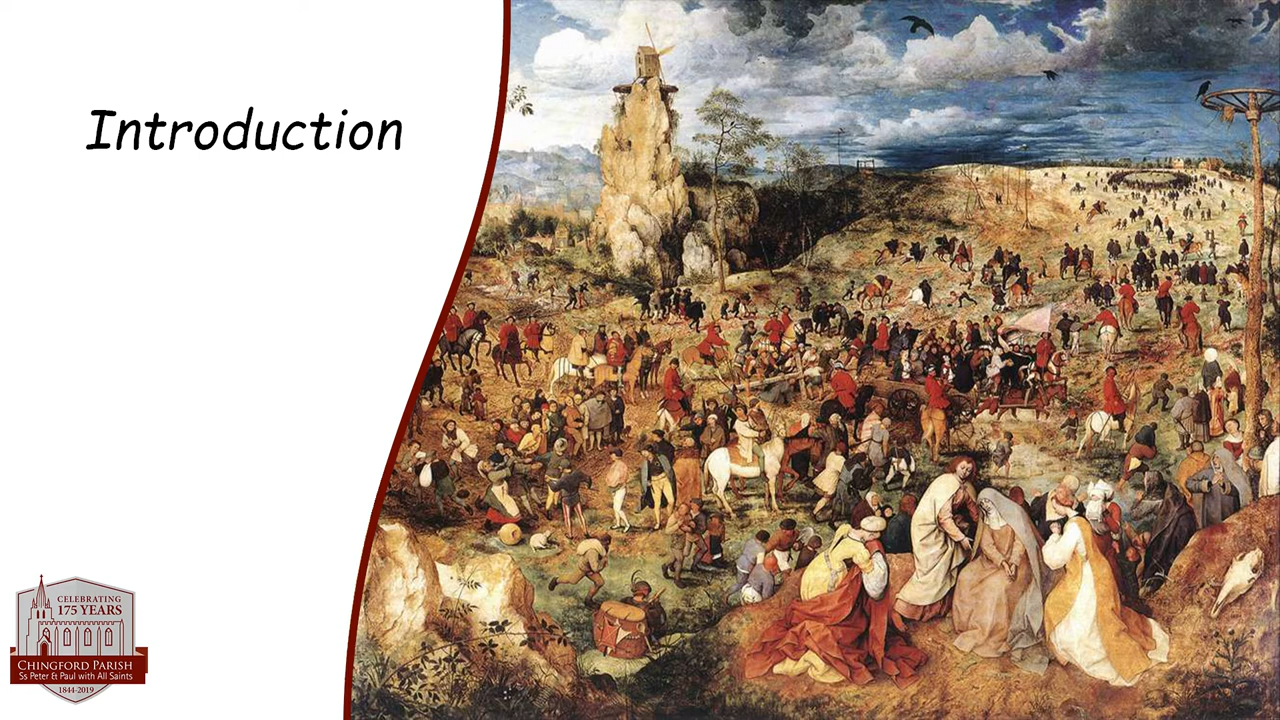 Introduction
CELEBRATING
175 YEARS
CHINGFORD PARISH
Ss Peter & Paul with All Saints
1844-2019